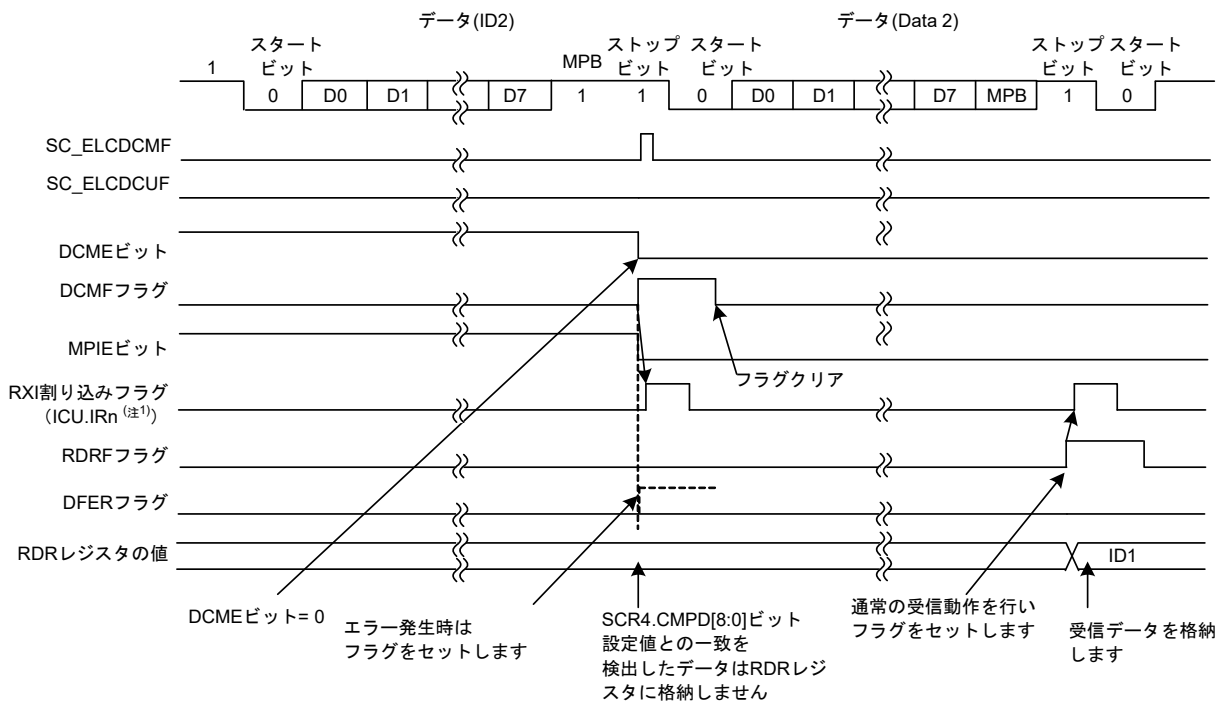 データ(ID2)
データ(Data 2)
スタート
ビット
MPB
ストップ
ビット
スタート
ビット
ストップ
ビット
スタート
ビット
1
0 D0 D1 D7 1 1 0 D0 D1 D7 MPB 1 0
SC_ELCDCMF
SC_ELCDCUF
DCMEビット
DCMFフラグ
MPIEビット
フラグクリア
RXI割り込みフラグ
(ICU.IRn (注1))
RDRFフラグ
DFERフラグ
RDRレジスタの値
ID1
DCMEビット= 0
エラー発生時は
フラグをセットします
SCR4.CMPD[8:0]ビット
設定値との一致を
検出したデータはRDRレジ
スタに格納しません
通常の受信動作を行い
フラグをセットします
受信データを格納
します